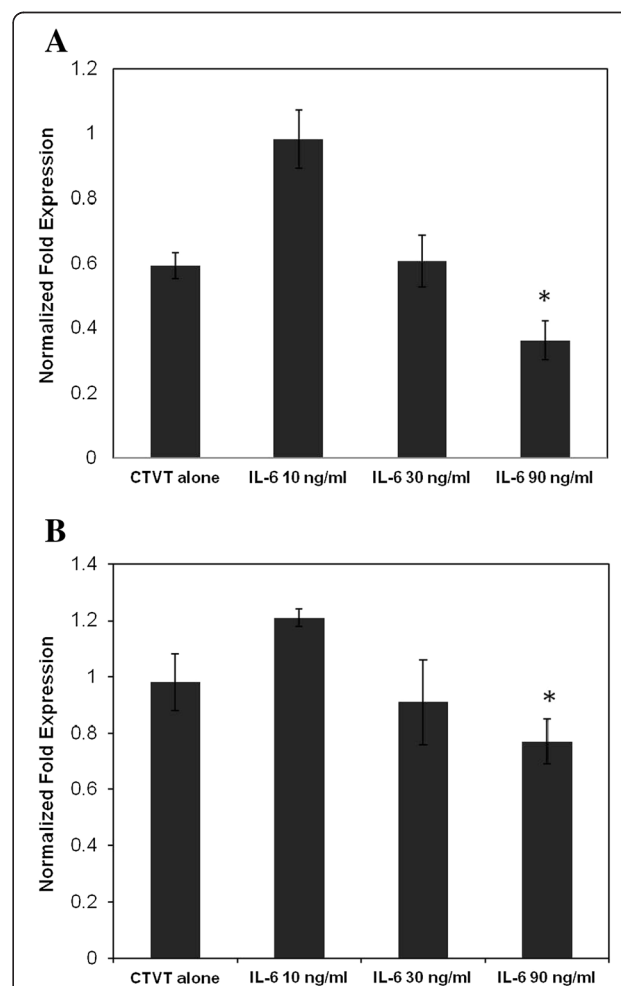 A
Normalized Fold Expression
1.2
1
0.8
0.6
0.4
0.2
0
*
CTVT alone IL-6 10 ng/ml IL-6 30 ng/ml IL-6 90 ng/ml
B
Normalized Fold Expression
1.4
1.2
1
0.8
0.6
0.4
0.2
0
*
CTVT alone IL-6 10 ng/ml IL-6 30 ng/ml IL-6 90 ng/ml